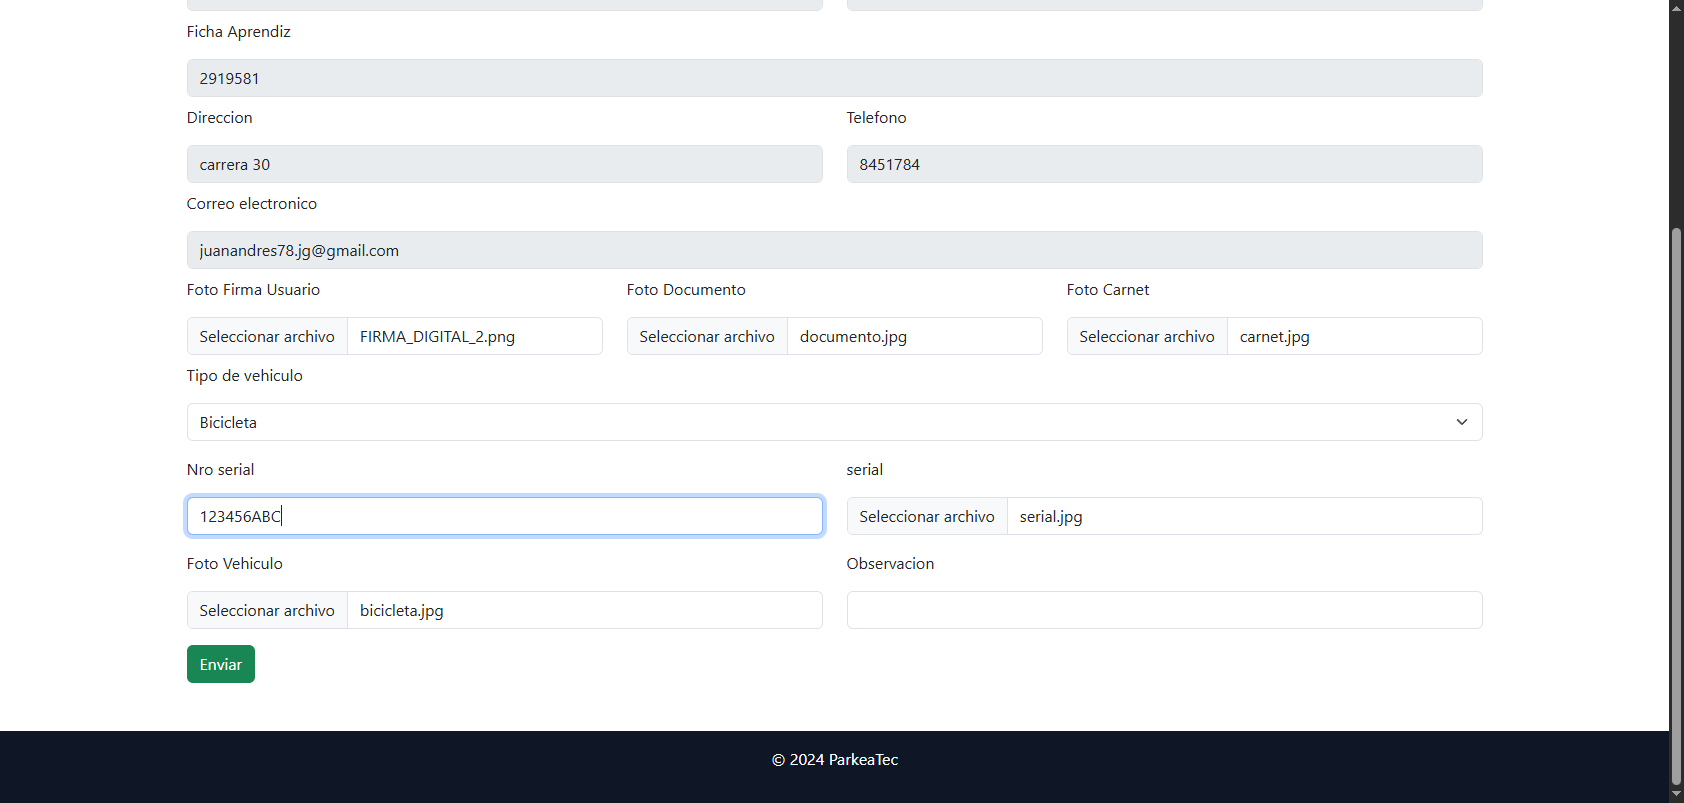 Ficha Aprendiz
2919581
Direccion Telefono
carrera 30 8451784
Correo electronico
juanandres78.jg@gmail.com
Foto Firma Usuario Foto Documento Foto Carnet
Seleccionar archivo FIRMA_DIGITAL_2.png Seleccionar archivo documento.jpg Seleccionar archivo carnet.jpg
Tipo de vehiculo
Bicicleta
Nro serial serial
123456ABC Seleccionar archivo serial.jpg
Foto Vehiculo Observacion
Seleccionar archivo bicicleta.jpg
Enviar
© 2024 ParkeaTec